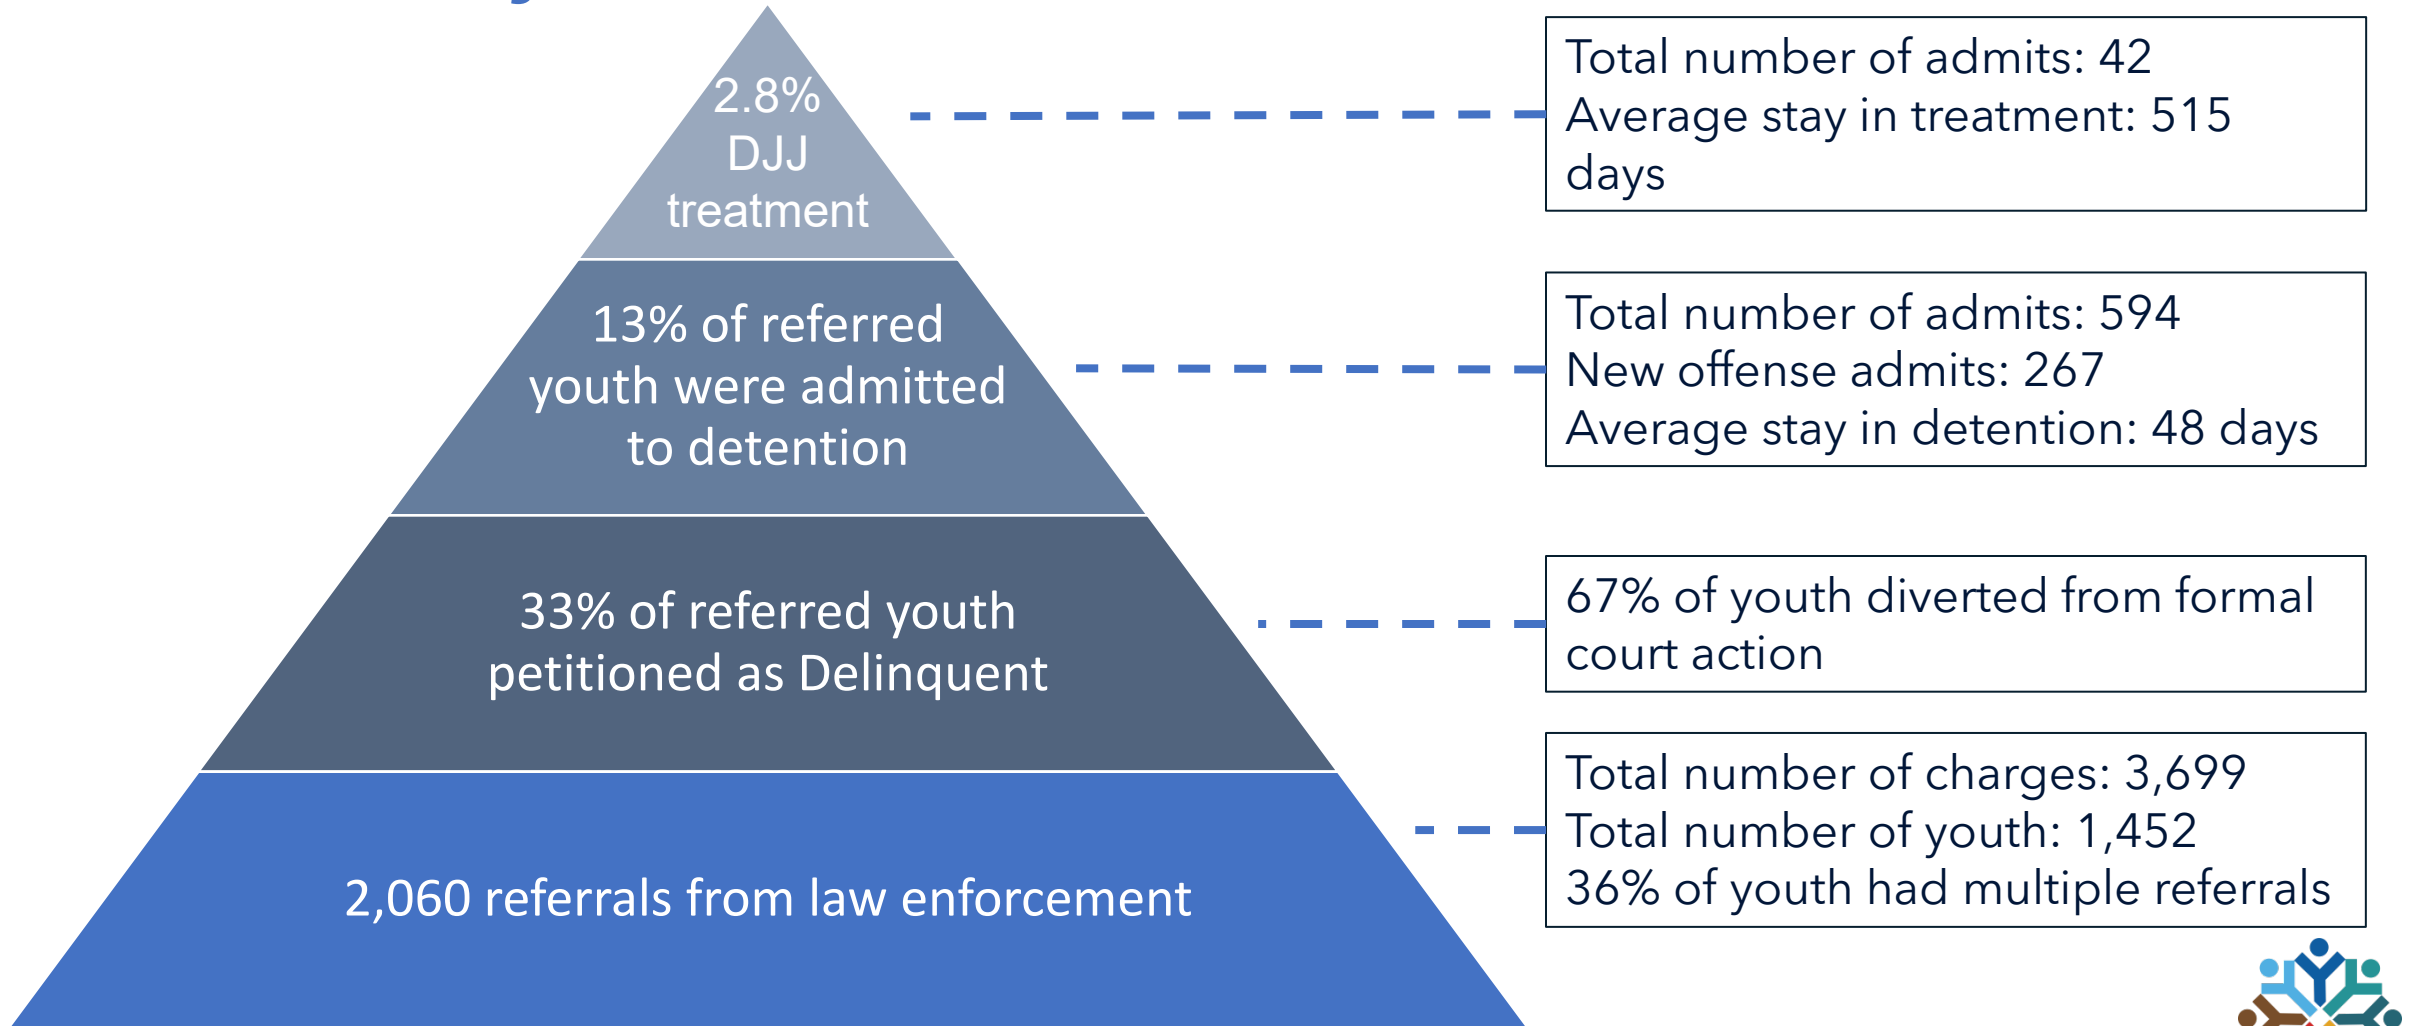 2.8%
DJJ
treatment
Total number of admits: 42
Average stay in treatment: 515
days
13% of referred
youth were admitted
to detention
Total number of admits: 594
New offense admits: 267
Average stay in detention: 48 days
33% of referred youth
petitioned as Delinquent
67% of youth diverted from formal
court action
2,060 referrals from law enforcement
Total number of charges: 3,699
Total number of youth: 1,452
36% of youth had multiple referrals